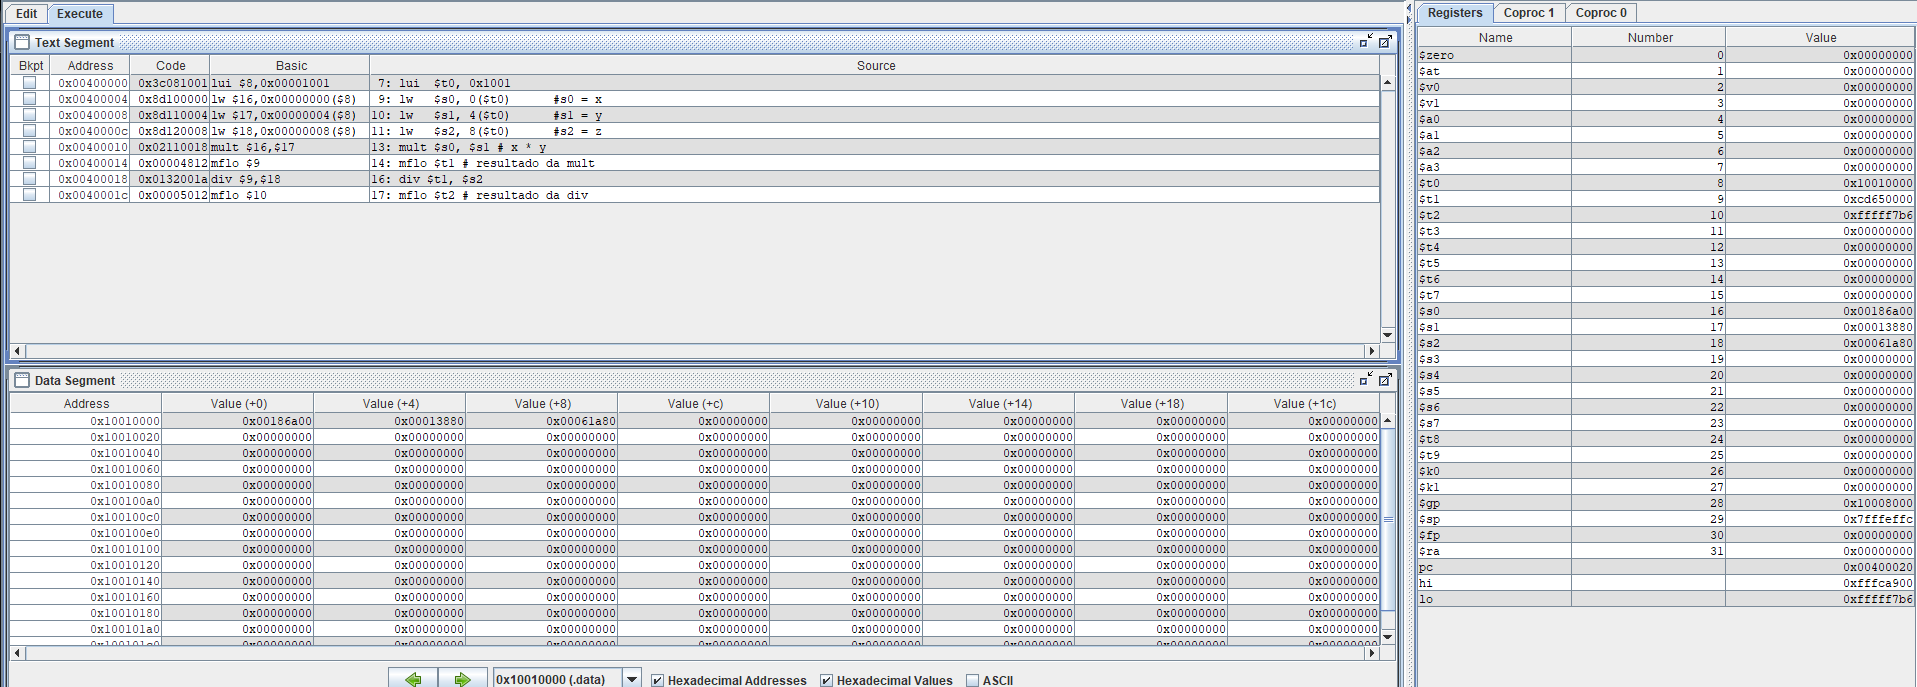 Edit Execute
Text Segment
Bkpt Address Code Basic Source
0x00400000 0x3c081001 lui $8,0x00001001 7: lui $t0, 0x1001
0x00400004 0x8d100000 lw $16,0x00000000($8) 9: lw $s0, 0($t0) #s0 = x
0x00400008 0x8d110004 lw $17,0x00000004($8) 10: lw $s1, 4($t0) #s1 = y
0x0040000c 0x8d120008 lw $18,0x00000008($8) 11: lw $s2, 8($t0) #s2 = z
0x00400010 0x02110018 mult $16,$17 13: mult $s0, $s1 # x * y
0x00400014 0x00004812 mflo $9 14: mflo $t1 # resultado da mult
0x00400018 0x0132001a div $9,$18 16: div $t1, $s2
0x0040001c 0x00005012 mflo $10 17: mflo $t2 # resultado da div
Data Segment
Address Value (+0) Value (+4) Value (+8) Value (+c) Value (+10) Value (+14) Value (+18) Value (+1c)
0x10010000 0x00186a00 0x00013880 0x00061a80 0x00000000 0x00000000 0x00000000 0x00000000 0x00000000
0x10010020 0x00000000 0x00000000 0x00000000 0x00000000 0x00000000 0x00000000 0x00000000 0x00000000
0x10010040 0x00000000 0x00000000 0x00000000 0x00000000 0x00000000 0x00000000 0x00000000 0x00000000
0x10010060 0x00000000 0x00000000 0x00000000 0x00000000 0x00000000 0x00000000 0x00000000 0x00000000
0x10010080 0x00000000 0x00000000 0x00000000 0x00000000 0x00000000 0x00000000 0x00000000 0x00000000
0x100100a0 0x00000000 0x00000000 0x00000000 0x00000000 0x00000000 0x00000000 0x00000000 0x00000000
0x100100c0 0x00000000 0x00000000 0x00000000 0x00000000 0x00000000 0x00000000 0x00000000 0x00000000
0x100100e0 0x00000000 0x00000000 0x00000000 0x00000000 0x00000000 0x00000000 0x00000000 0x00000000
0x10010100 0x00000000 0x00000000 0x00000000 0x00000000 0x00000000 0x00000000 0x00000000 0x00000000
0x10010120 0x00000000 0x00000000 0x00000000 0x00000000 0x00000000 0x00000000 0x00000000 0x00000000
0x10010140 0x00000000 0x00000000 0x00000000 0x00000000 0x00000000 0x00000000 0x00000000 0x00000000
0x10010160 0x00000000 0x00000000 0x00000000 0x00000000 0x00000000 0x00000000 0x00000000 0x00000000
0x10010180 0x00000000 0x00000000 0x00000000 0x00000000 0x00000000 0x00000000 0x00000000 0x00000000
0x100101a0 0x00000000 0x00000000 0x00000000 0x00000000 0x00000000 0x00000000 0x00000000 0x00000000
0x10010000 (.data) Hexadecimal Addresses Hexadecimal Values ASCII
Registers Coproc 1 Coproc 0
Name Number Value
$zero 0 0x00000000
$at 1 0x00000000
$v0 2 0x00000000
$v1 3 0x00000000
$a0 4 0x00000000
$a1 5 0x00000000
$a2 6 0x00000000
$a3 7 0x00000000
$t0 8 0x10010000
$t1 9 0xcd650000
$t2 10 0xfffff7b6
$t3 11 0x00000000
$t4 12 0x00000000
$t5 13 0x00000000
$t6 14 0x00000000
$t7 15 0x00000000
$s0 16 0x00186a00
$s1 17 0x00013880
$s2 18 0x00061a80
$s3 19 0x00000000
$s4 20 0x00000000
$s5 21 0x00000000
$s6 22 0x00000000
$s7 23 0x00000000
$t8 24 0x00000000
$t9 25 0x00000000
$k0 26 0x00000000
$k1 27 0x00000000
$gp 28 0x10008000
$sp 29 0x7fffeffc
$fp 30 0x00000000
$ra 31 0x00000000
pc 0x00400020
hi 0xfffca900
lo 0xfffff7b6